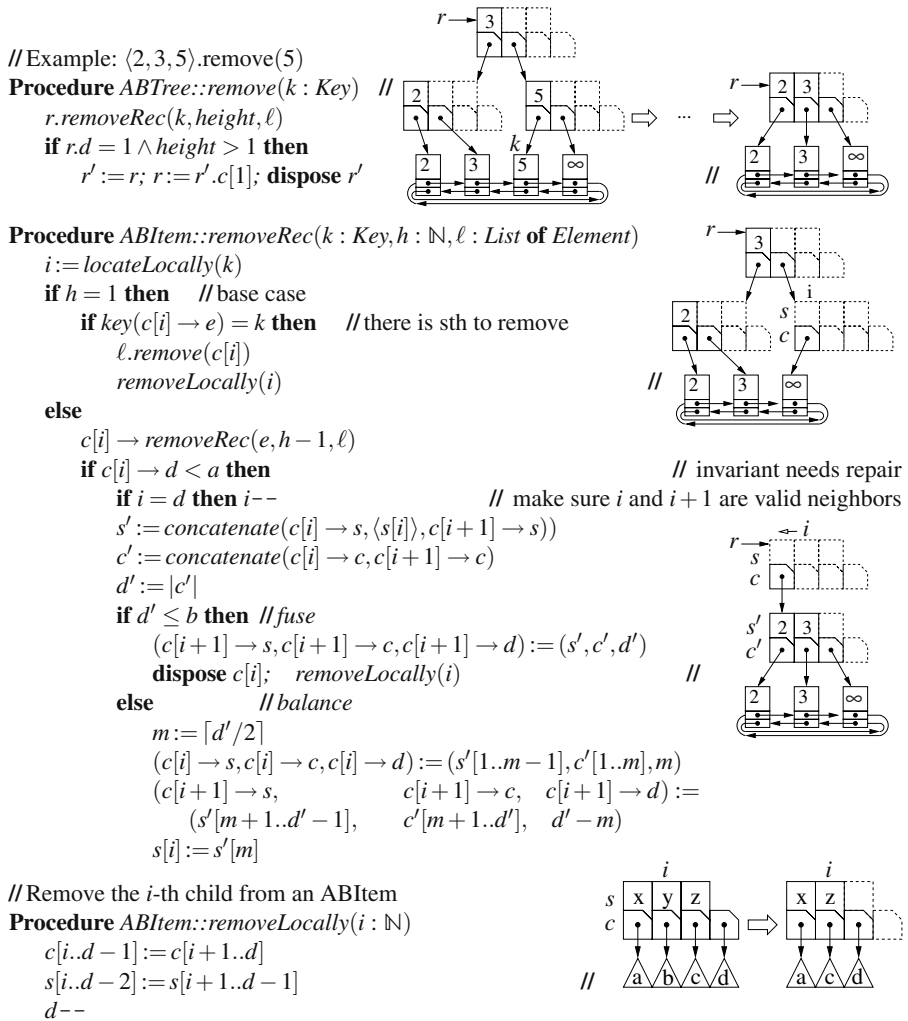 // Example: ⟨2,3,5⟩.remove(5)
Procedure ABTree::remove(k : Key) //
r.removeRec(k,height,ℓ)
if r.d = 1 ∧ height > 1 then
r′ := r; r := r′.c[1]; dispose r′
r 3
2 5
k
2 3 5 ∞
...
r 2 3
2 3 ∞
//
Procedure ABItem::removeRec(k : Key,h : ℕ,ℓ : List of Element)
i := locateLocally(k)
if h = 1 then // base case
if key(c[i] → e) = k then // there is sth to remove
ℓ.remove(c[i])
removeLocally(i)
else
r 3
i
2 s
c
// 2 3 ∞
c[i] → removeRec(e,h − 1,ℓ)
if c[i] → d < a then // invariant needs repair
if i = d then i-- // make sure i and i + 1 are valid neighbors
s′ := concatenate(c[i] → s,⟨s[i]⟩,c[i + 1] → s))
c′ := concatenate(c[i] → c,c[i + 1] → c)
d′ := |c′|
if d′ ≤ b then // fuse
(c[i + 1] → s,c[i + 1] → c,c[i + 1] → d) := (s′,c′,d′)
dispose c[i]; removeLocally(i) //
else // balance
m := ⌈d′/2⌉
(c[i] → s,c[i] → c,c[i] → d) := (s′[1..m − 1],c′[1..m],m)
(c[i + 1] → s, c[i + 1] → c, c[i + 1] → d) :=
(s′[m + 1..d′ − 1], c′[m + 1..d′], d′ − m)
s[i] := s′[m]
i
r
s
c
s′ 2 3
c′
2 3 ∞
// Remove the i-th child from an ABItem
Procedure ABItem::removeLocally(i : ℕ)
c[i..d − 1] := c[i + 1..d]
s[i..d − 2] := s[i + 1..d − 1]
d--
i i
s x y z x z
c
// a b c d a c d